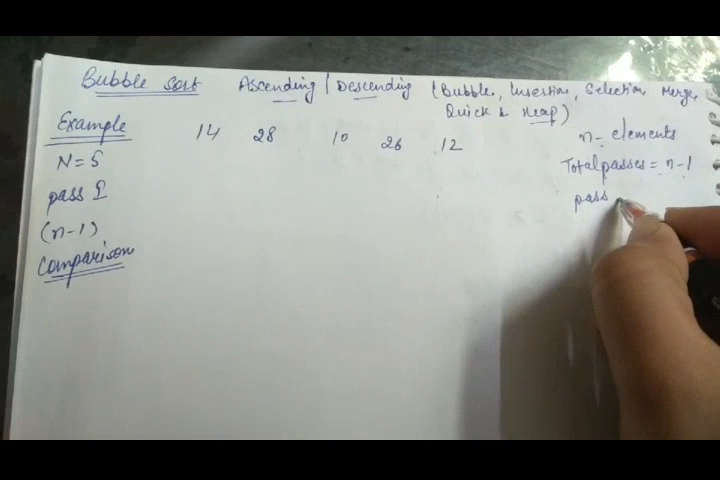 Bubble Sort Ascending / Descending (Bubble, Insertion, Selection Merge,
Quick & Heap)
Example 14 28 10 26 12 n- elements
N = 5 Total passes = n-1
pass 1 pass
(n-1)
Comparison